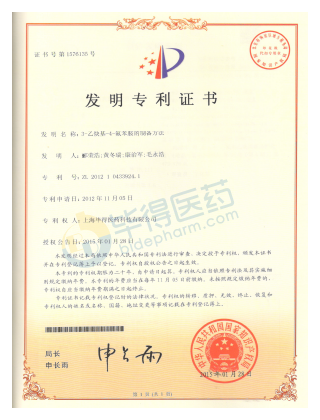 证书号第1576135号
发明专利证书
发 明 名 称：3-乙炔基-4-氟苯胺的制备方法
发 明 人：荣浩;黄冬瑞;梁治军;毛永浩
专 利 号：ZL 2012 1 0433924.1
专利申请日：2012年11月05日
专 利 权 人：上海毕得医药科技有限公司
授权公告日：2015年01月28日
本发明经过本局依照中华人民共和国专利法进行审查，决定授予专利权，颁发本证书
并在专利登记簿上予以登记。专利权自授权公告之日起生效。
本专利的专利权期限为二十年，自申请日起算。专利权人应当依照专利法及其实施细
则规定缴纳年费。本专利的年费应当在每年11月05日前缴纳。未按照规定缴纳年费的，
专利权自应当缴纳年费期满之日起终止。
专利证书记载专利权登记时的法律状况。专利权的转移、质押、无效、终止、恢复和
专利权人的姓名或名称、国籍、地址变更等事项记载在专利登记簿上。
毕得医药
bidepharm
局长
申长雨
申长雨
中华人民共和国国家知识产权局
2015年01月28日
第 1 页（共 1 页）